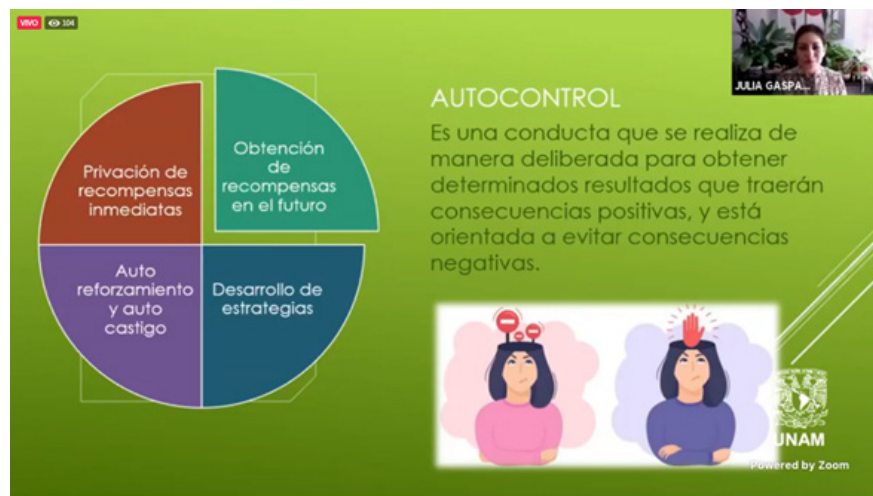 VIVO 104
JULIA GASPA...
Privación de
recompensas
inmediatas
Obtención
de
recompensas
en el futuro
Auto
reforzamiento
y auto
castigo
Desarrollo de
estrategias
AUTOCONTROL
Es una conducta que se realiza de
manera deliberada para obtener
determinados resultados que traerán
consecuencias positivas, y está
orientada a evitar consecuencias
negativas.
UNAM
Powered by Zoom